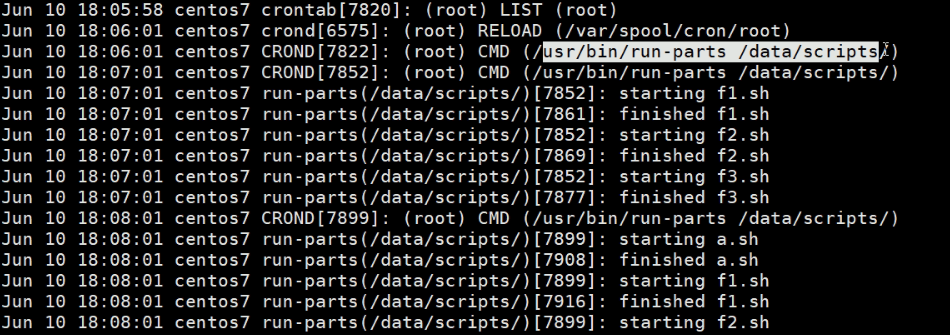 Jun 10 18:05:58 centos7 crontab[7820]: (root) LIST (root)
Jun 10 18:06:01 centos7 crond[6575]: (root) RELOAD (/var/spool/cron/root)
Jun 10 18:06:01 centos7 CROND[7822]: (root) CMD (/usr/bin/run-parts /data/scripts/)
Jun 10 18:07:01 centos7 CROND[7852]: (root) CMD (/usr/bin/run-parts /data/scripts/)
Jun 10 18:07:01 centos7 run-parts(/data/scripts/)[7852]: starting f1.sh
Jun 10 18:07:01 centos7 run-parts(/data/scripts/)[7861]: finished f1.sh
Jun 10 18:07:01 centos7 run-parts(/data/scripts/)[7852]: starting f2.sh
Jun 10 18:07:01 centos7 run-parts(/data/scripts/)[7869]: finished f2.sh
Jun 10 18:07:01 centos7 run-parts(/data/scripts/)[7852]: starting f3.sh
Jun 10 18:07:01 centos7 run-parts(/data/scripts/)[7877]: finished f3.sh
Jun 10 18:08:01 centos7 CROND[7899]: (root) CMD (/usr/bin/run-parts /data/scripts/)
Jun 10 18:08:01 centos7 run-parts(/data/scripts/)[7899]: starting a.sh
Jun 10 18:08:01 centos7 run-parts(/data/scripts/)[7908]: finished a.sh
Jun 10 18:08:01 centos7 run-parts(/data/scripts/)[7899]: starting f1.sh
Jun 10 18:08:01 centos7 run-parts(/data/scripts/)[7916]: finished f1.sh
Jun 10 18:08:01 centos7 run-parts(/data/scripts/)[7899]: starting f2.sh